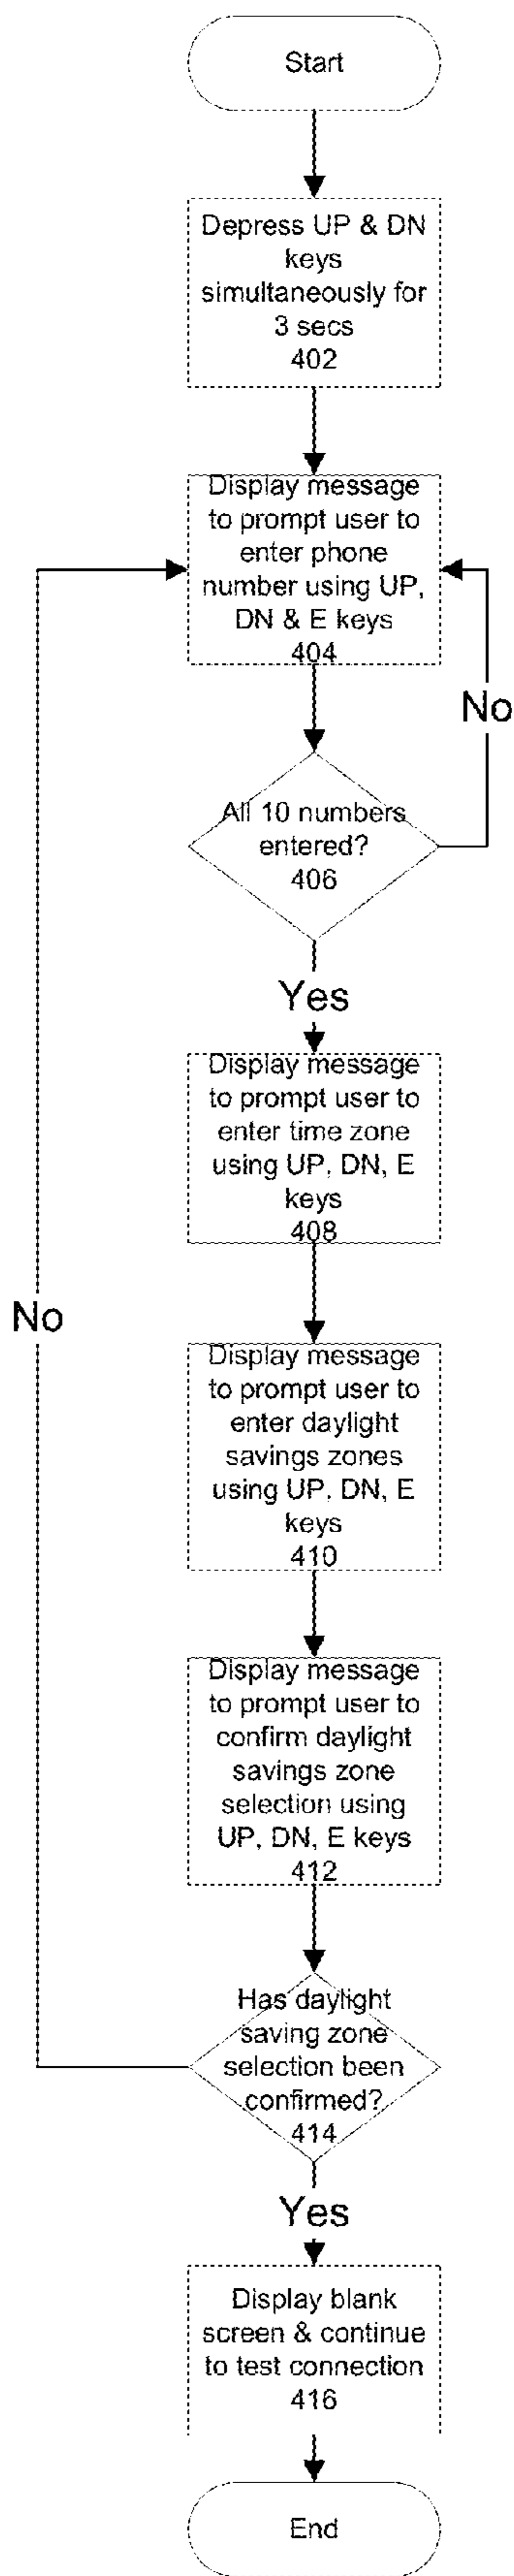 Start
Depress UP & DN
keys
simultaneously for
3 secs
402
Display message
to prompt user to
enter phone
number using UP,
DN & E keys
404
No
All 10 numbers
entered?
406
Yes
Display message
to prompt user to
enter time zone
using UP, DN, E
keys
408
No
Display message
to prompt user to
enter daylight
savings zones
using UP, DN, E
keys
410
Display message
to prompt user to
confirm daylight
savings zone
selection using
UP, DN, E keys
412
Has daylight
saving zone
selection been
confirmed?
414
Yes
Display blank
screen & continue
to test connection
416
End